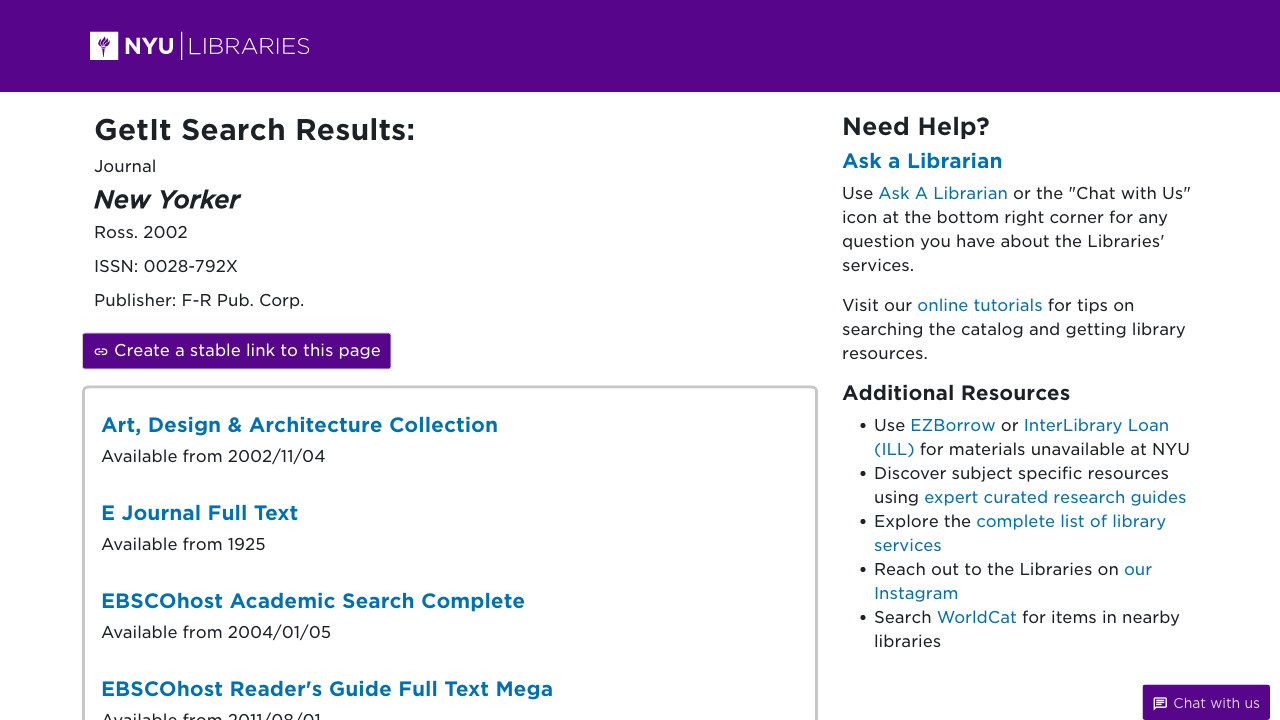 NYU LIBRARIES
GetIt Search Results:
Journal
New Yorker
Ross. 2002
ISSN: 0028-792X
Publisher: F-R Pub. Corp.
Create a stable link to this page
Art, Design & Architecture Collection
Available from 2002/11/04
E Journal Full Text
Available from 1925
EBSCOhost Academic Search Complete
Available from 2004/01/05
EBSCOhost Reader's Guide Full Text Mega
Available from 2011/08/01
Need Help?
Ask a Librarian
Use Ask A Librarian or the "Chat with Us"
icon at the bottom right corner for any
question you have about the Libraries'
services.
Visit our online tutorials for tips on
searching the catalog and getting library
resources.
Additional Resources
• Use EZBorrow or InterLibrary Loan
(ILL) for materials unavailable at NYU
• Discover subject specific resources
using expert curated research guides
• Explore the complete list of library
services
• Reach out to the Libraries on our
Instagram
• Search WorldCat for items in nearby
libraries
Chat with us